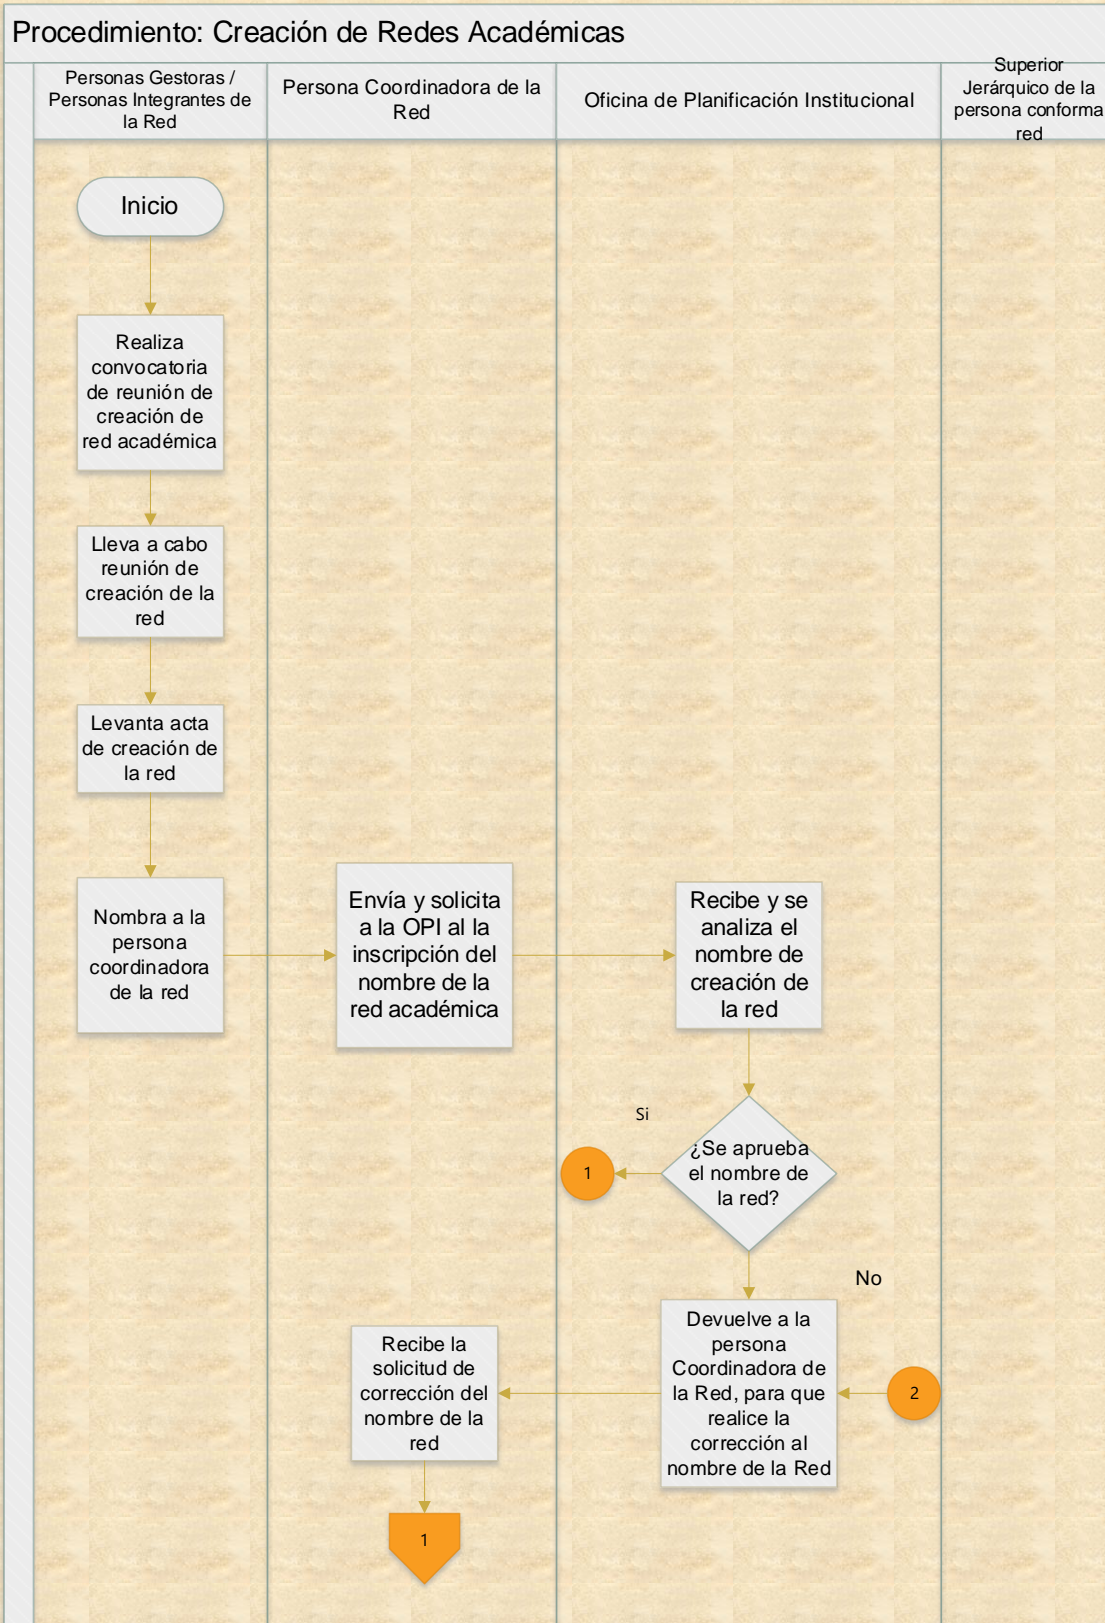 Procedimiento: Creación de Redes Académicas
Personas Gestoras /
Personas Integrantes de
la Red
Persona Coordinadora de la
Red
Oficina de Planificación Institucional
Superior
Jerárquico de la
persona conforma
red
Inicio
Realiza
convocatoria
de reunión de
creación de
red académica
Lleva a cabo
reunión de
creación de la
red
Levanta acta
de creación de
la red
Nombra a la
persona
coordinadora
de la red
Envía y solicita
a la OPI al la
inscripción del
nombre de la
red académica
Recibe y se
analiza el
nombre de
creación de
la red
Si
¿Se aprueba
el nombre de
la red?
1
No
Devuelve a la
persona
Coordinadora de
la Red, para que
realice la
corrección al
nombre de la Red
2
Recibe la
solicitud de
corrección del
nombre de la
red
1